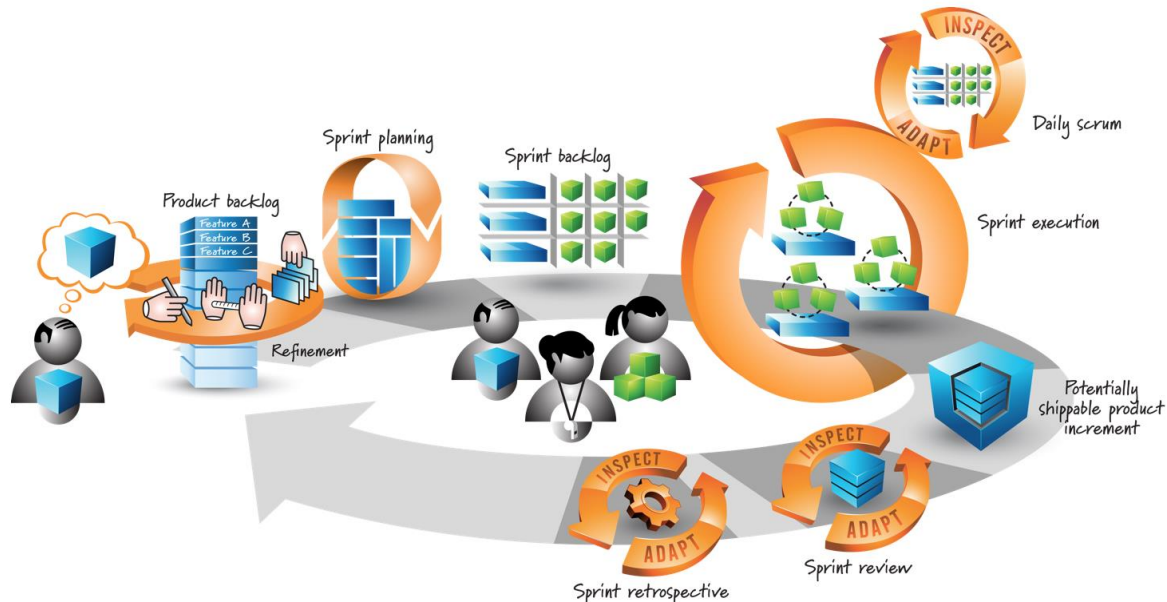 Sprint planning
Product backlog
Feature A
Feature B
Feature C
Refinement
Sprint backlog
INSPECT
ADAPT
Daily scrum
Sprint execution
Potentially
shippable product
increment
INSPECT
ADAPT
Sprint review
INSPECT
ADAPT
Sprint retrospective